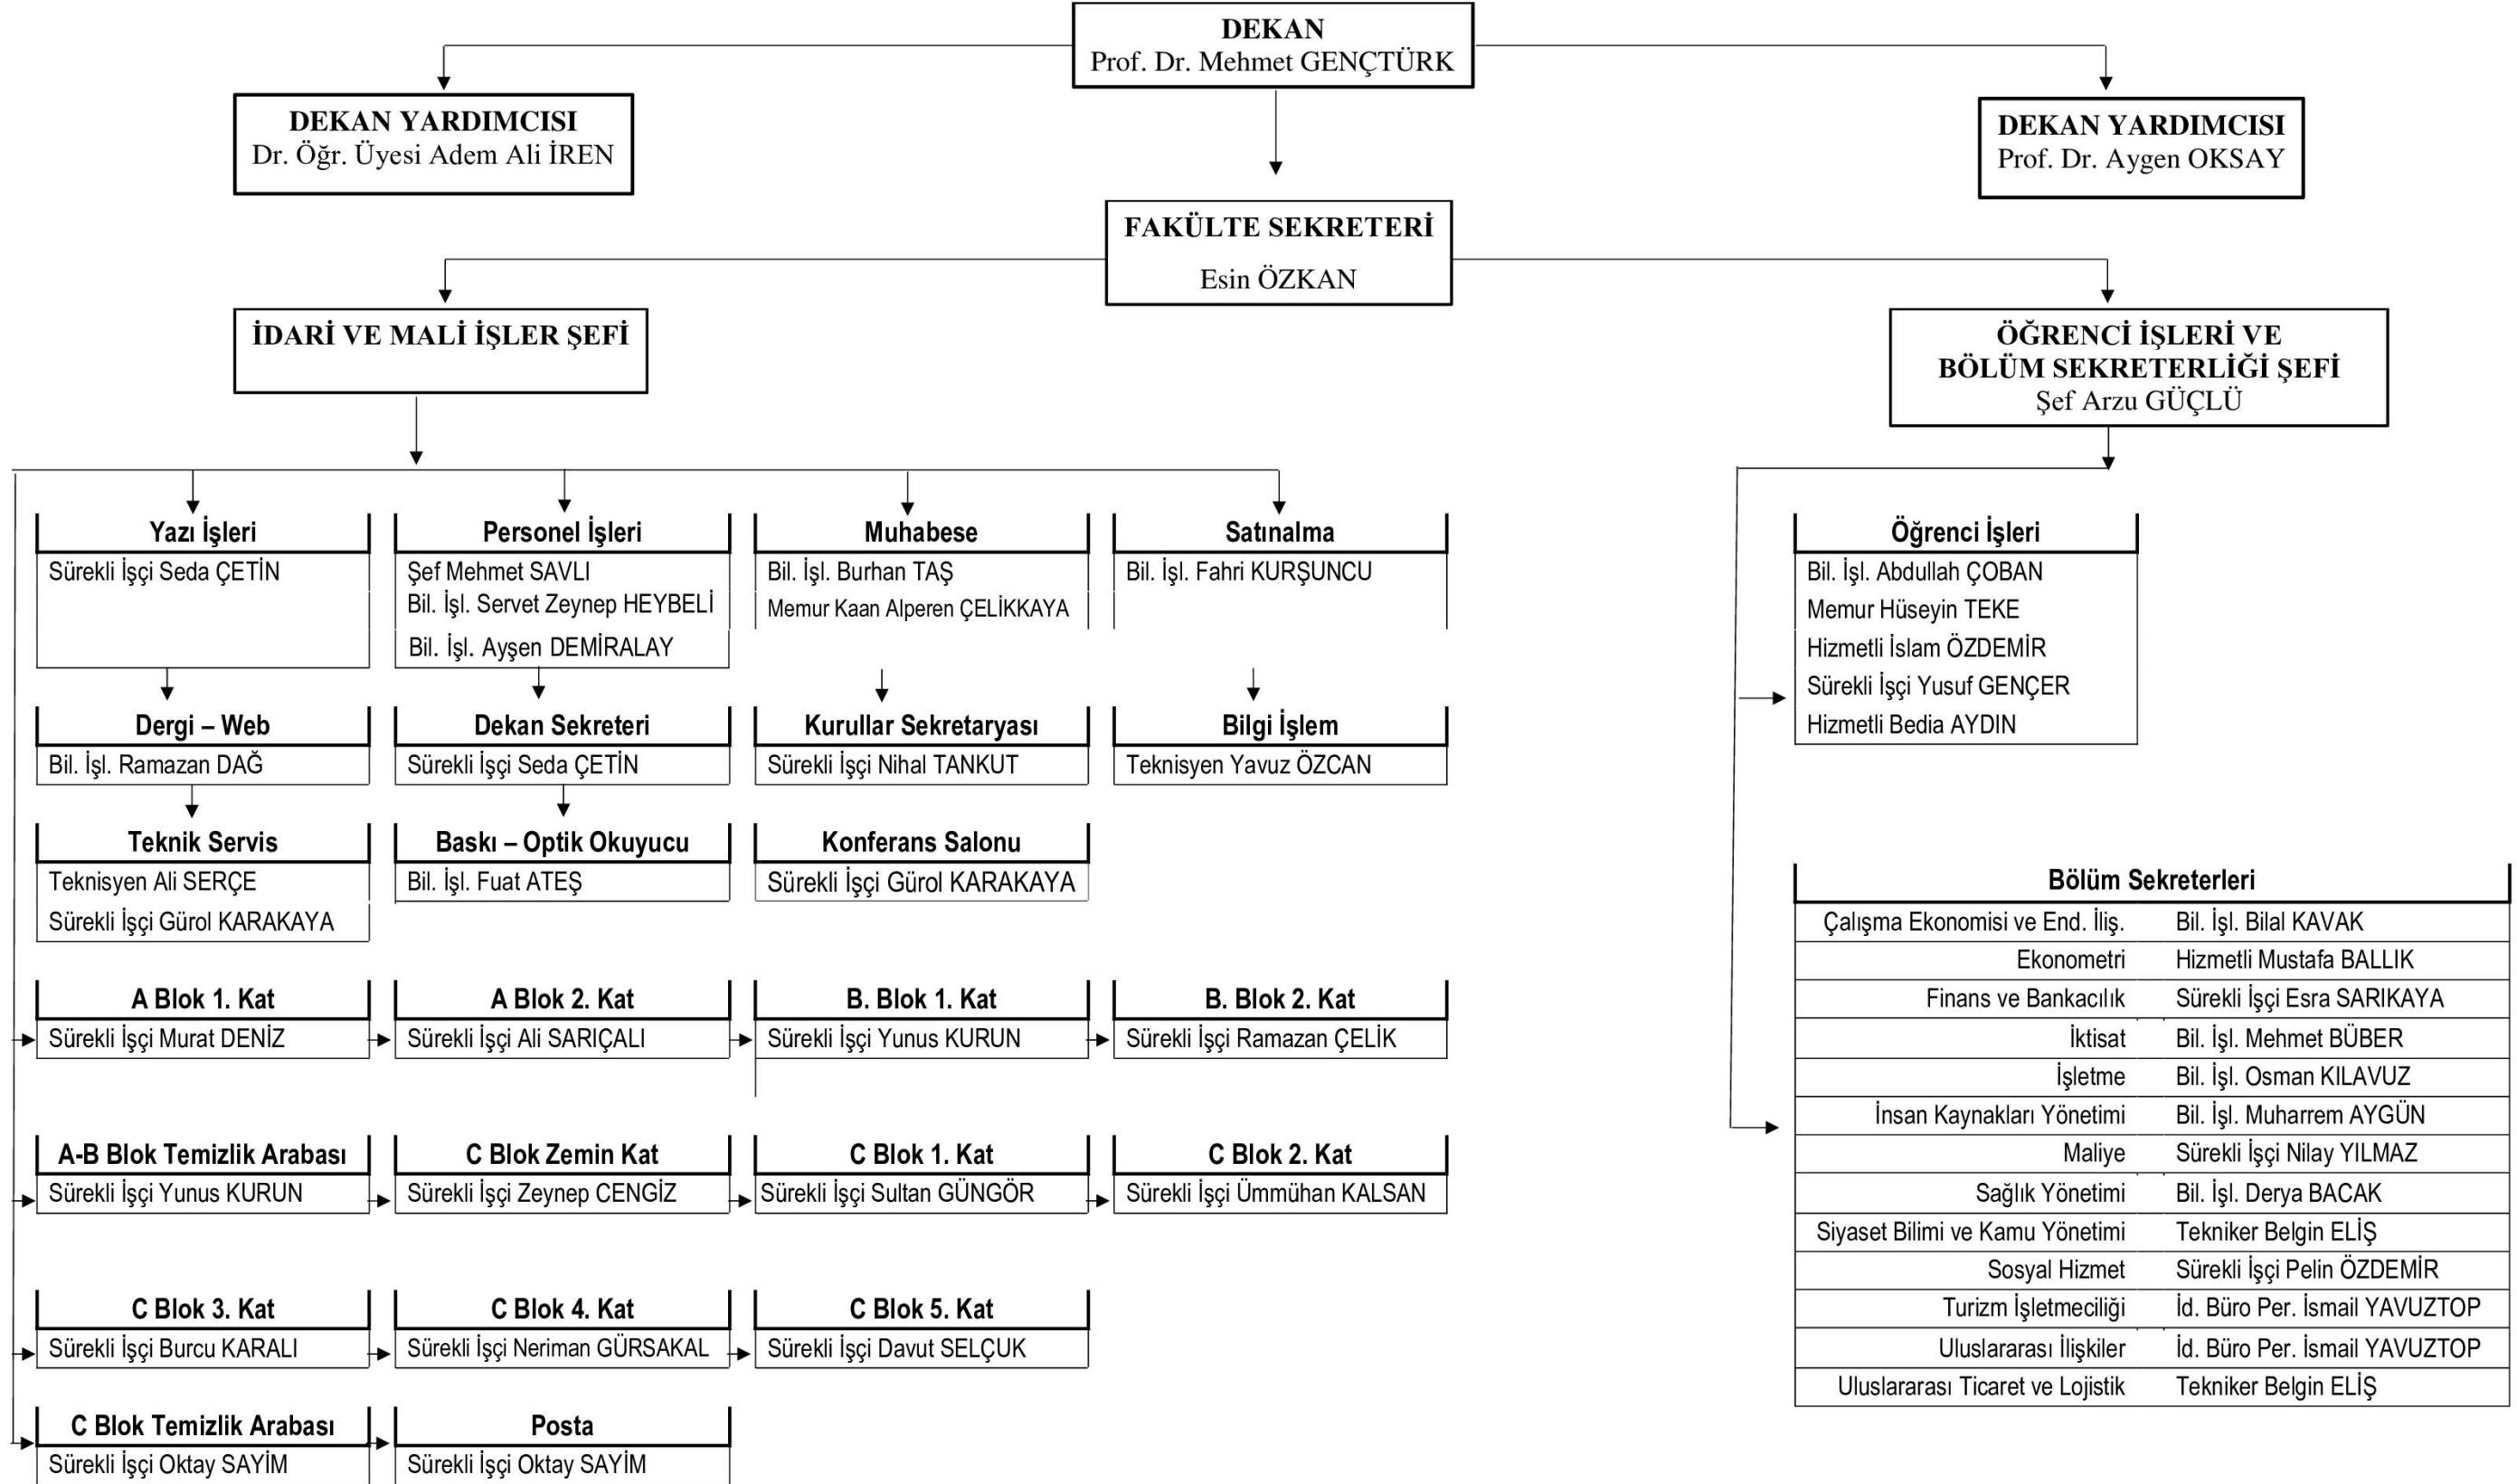 DEKAN
Prof. Dr. Mehmet GENÇTÜRK
DEKAN YARDIMCISI
Dr. Öğr. Üyesi Adem Ali İREN
DEKAN YARDIMCISI
Prof. Dr. Aygen OKSAY
FAKÜLTE SEKRETERİ
Esin ÖZKAN
İDARİ VE MALİ İŞLER ŞEFİ
ÖĞRENCİ İŞLERİ VE
BÖLÜM SEKRETERLİĞİ ŞEFİ
Şef Arzu GÜÇLÜ
Yazı İşleri
Sürekli İşçi Seda ÇETİN
Personel İşleri
Şef Mehmet SAVLI
Bil. İşl. Servet Zeynep HEYBELİ
Bil. İşl. Ayşen DEMİRALAY
Muhabese
Bil. İşl. Burhan TAŞ
Memur Kaan Alperen ÇELİKKAYA
Satınalma
Bil. İşl. Fahri KURŞUNCU
Dergi – Web
Bil. İşl. Ramazan DAĞ
Dekan Sekreteri
Sürekli İşçi Seda ÇETİN
Kurullar Sekretaryası
Sürekli İşçi Nihal TANKUT
Bilgi İşlem
Teknisyen Yavuz ÖZCAN
Teknik Servis
Teknisyen Ali SERÇE
Sürekli İşçi Gürol KARAKAYA
Baskı – Optik Okuyucu
Bil. İşl. Fuat ATEŞ
Konferans Salonu
Sürekli İşçi Gürol KARAKAYA
A Blok 1. Kat
Sürekli İşçi Murat DENİZ
A Blok 2. Kat
Sürekli İşçi Ali SARIÇALI
B. Blok 1. Kat
Sürekli İşçi Yunus KURUN
B. Blok 2. Kat
Sürekli İşçi Ramazan ÇELİK
A-B Blok Temizlik Arabası
Sürekli İşçi Yunus KURUN
C Blok Zemin Kat
Sürekli İşçi Zeynep CENGİZ
C Blok 1. Kat
Sürekli İşçi Sultan GÜNGÖR
C Blok 2. Kat
Sürekli İşçi Ümmühan KALSAN
C Blok 3. Kat
Sürekli İşçi Burcu KARALI
C Blok 4. Kat
Sürekli İşçi Neriman GÜRSAKAL
C Blok 5. Kat
Sürekli İşçi Davut SELÇUK
C Blok Temizlik Arabası
Sürekli İşçi Oktay SAYİM
Posta
Sürekli İşçi Oktay SAYİM
Öğrenci İşleri
Bil. İşl. Abdullah ÇOBAN
Memur Hüseyin TEKE
Hizmetli İslam ÖZDEMİR
Sürekli İşçi Yusuf GENÇER
Hizmetli Bedia AYDIN
Bölüm Sekreterleri
Çalışma Ekonomisi ve End. İliş. Bil. İşl. Bilal KAVAK
Ekonometri Hizmetli Mustafa BALLIK
Finans ve Bankacılık Sürekli İşçi Esra SARIKAYA
İktisat Bil. İşl. Mehmet BÜBER
İşletme Bil. İşl. Osman KILAVUZ
İnsan Kaynakları Yönetimi Bil. İşl. Muharrem AYGÜN
Maliye Sürekli İşçi Nilay YILMAZ
Sağlık Yönetimi Bil. İşl. Derya BACAK
Siyaset Bilimi ve Kamu Yönetimi Tekniker Belgin ELİŞ
Sosyal Hizmet Sürekli İşçi Pelin ÖZDEMİR
Turizm İşletmeciliği İd. Büro Per. İsmail YAVUZTOP
Uluslararası İlişkiler İd. Büro Per. İsmail YAVUZTOP
Uluslararası Ticaret ve Lojistik Tekniker Belgin ELİŞ